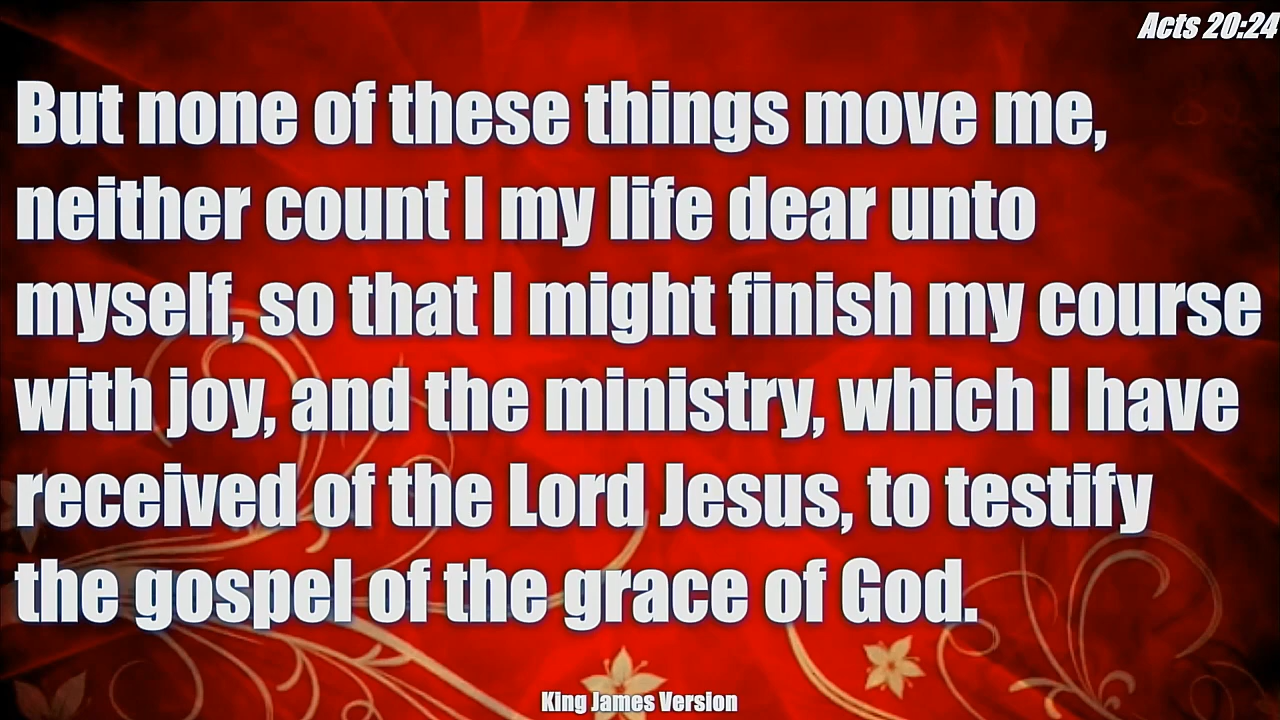 Acts 20:24
But none of these things move me,
neither count I my life dear unto
myself, so that I might finish my course
with joy, and the ministry, which I have
received of the Lord Jesus, to testify
the gospel of the grace of God.
King James Version